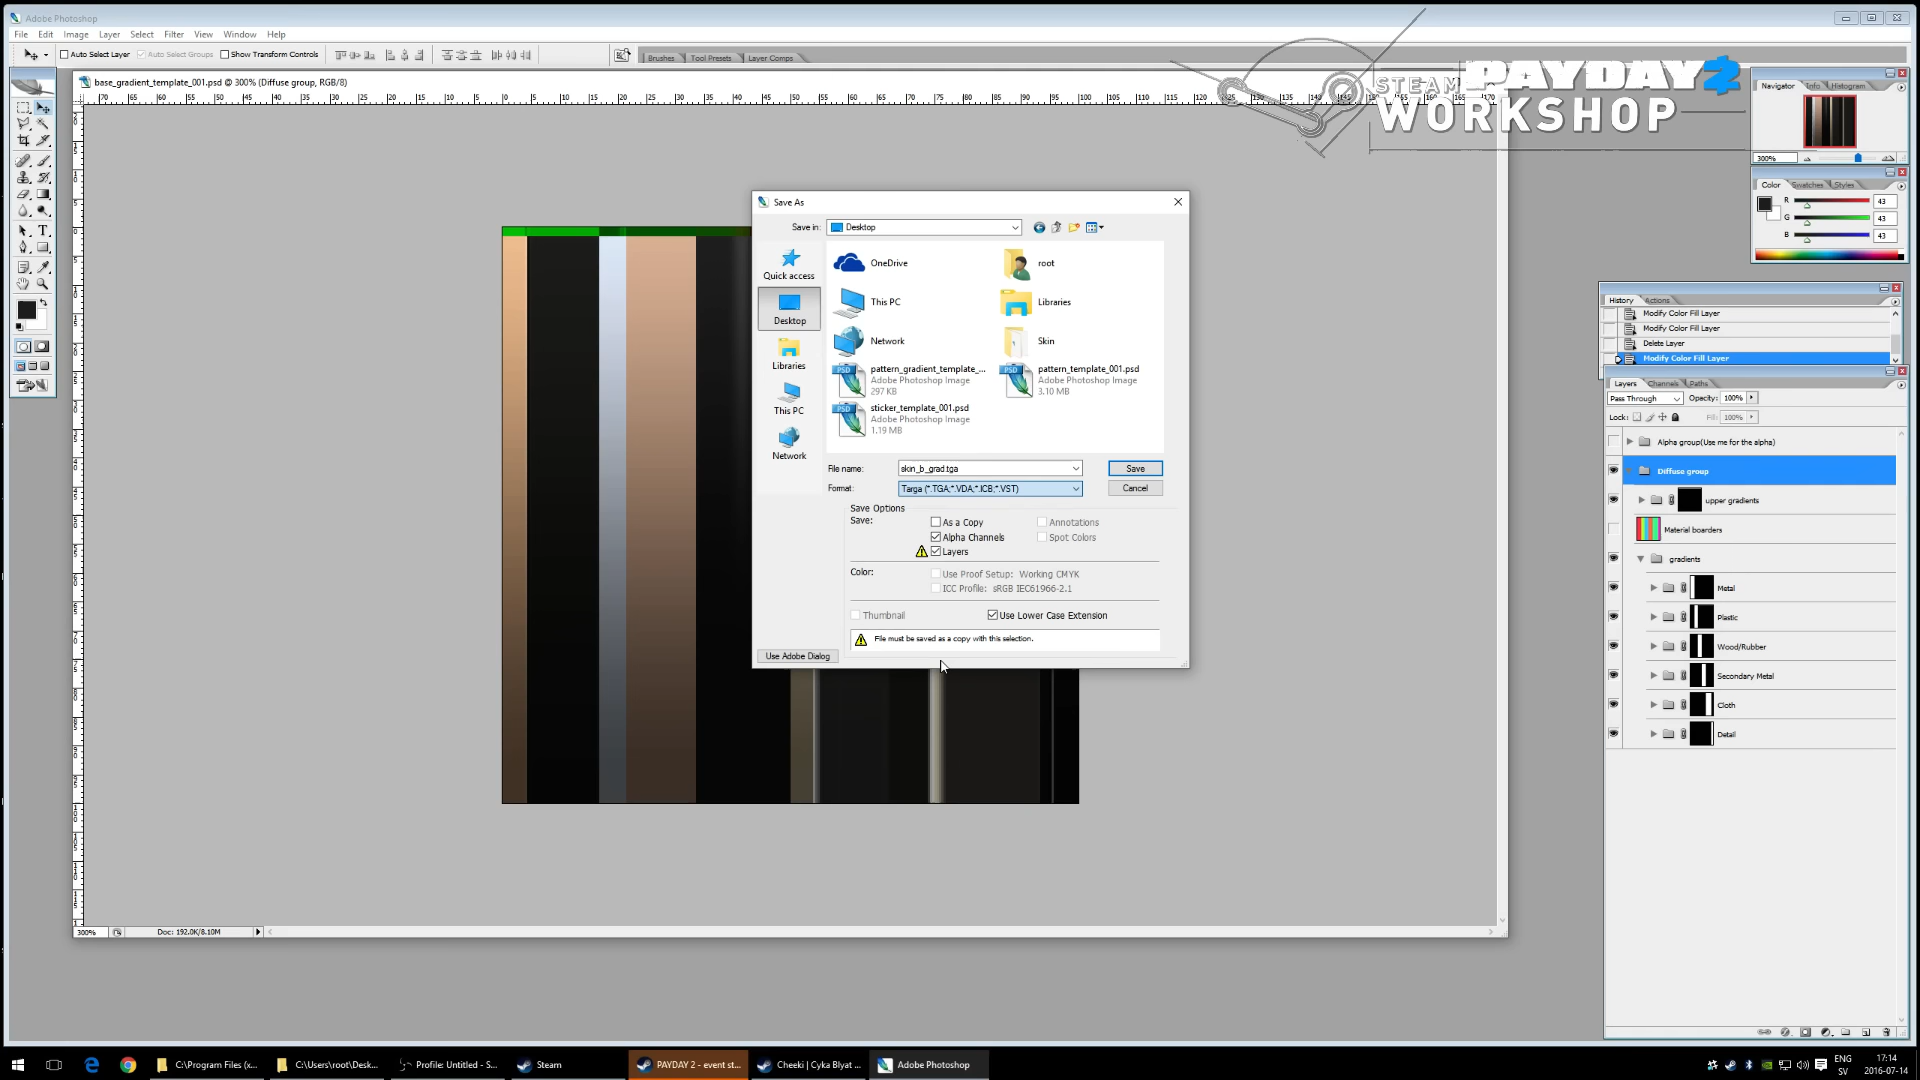 Adobe Photoshop
File Edit Image Layer Select Filter View Window Help
Auto Select Layer Auto Select Groups Show Transform Controls
Brushes Tool Presets Layer Comps
STEAM PAYDAY 2
WORKSHOP
base_gradient_template_001.psd @ 300% (Diffuse group, RGB/8)
Navigator Info Histogram
300%
Color Swatches Styles
R 43
G 43
B 43
Save As
Save in: Desktop
Quick access
Desktop
Libraries
This PC
Network
OneDrive
root
This PC
Libraries
Network
Skin
pattern_gradient_template_...
Adobe Photoshop Image
297 KB
pattern_template_001.psd
Adobe Photoshop Image
3.10 MB
sticker_template_001.psd
Adobe Photoshop Image
1.19 MB
File name: skin_b_grad.tga Save
Format: Targa (*.TGA;*.VDA;*.ICB;*.VST) Cancel
Save Options
Save: As a Copy Annotations
Alpha Channels Spot Colors
Layers
Color: Use Proof Setup: Working CMYK
ICC Profile: sRGB IEC61966-2.1
Thumbnail Use Lower Case Extension
File must be saved as a copy with this selection.
Use Adobe Dialog
History Actions
Modify Color Fill Layer
Modify Color Fill Layer
Delete Layer
Modify Color Fill Layer
Layers Channels Paths
Pass Through Opacity: 100%
Lock: Fill: 100%
Alpha group(Use me for the alpha)
Diffuse group
upper gradients
Material boarders
gradients
Metal
Plastic
Wood/Rubber
Secondary Metal
Cloth
Detail
300% Doc: 192.0K/8.10M
C:\Program Files (x...
C:\Users\root\Desk...
Profile: Untitled - S...
Steam
PAYDAY 2 - event st...
Cheeki | Cyka Blyat ...
Adobe Photoshop
ENG 17:14
SV 2016-07-14